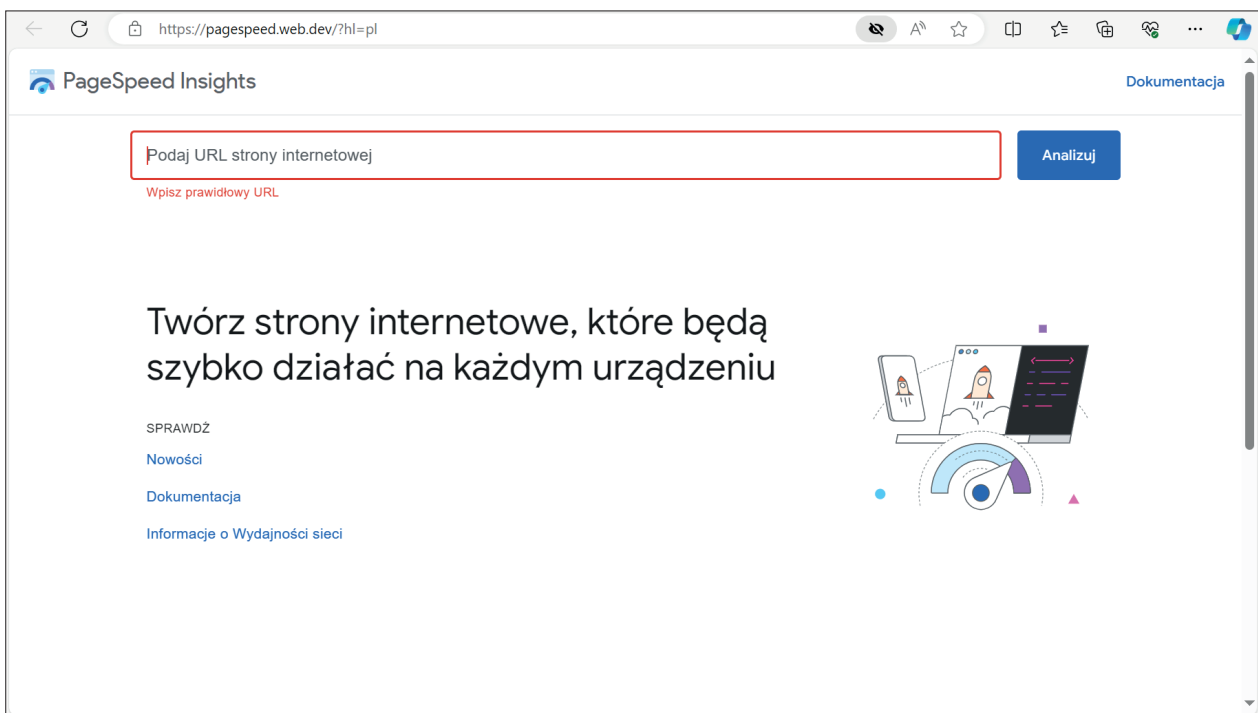 https://pagespeed.web.dev/?hl=pl
PageSpeed Insights
Dokumentacja
Podaj URL strony internetowej
Analizuj
Wpisz prawidłowy URL
Twórz strony internetowe, które będą
szybko działać na każdym urządzeniu
SPRAWDŹ
Nowości
Dokumentacja
Informacje o Wydajności sieci